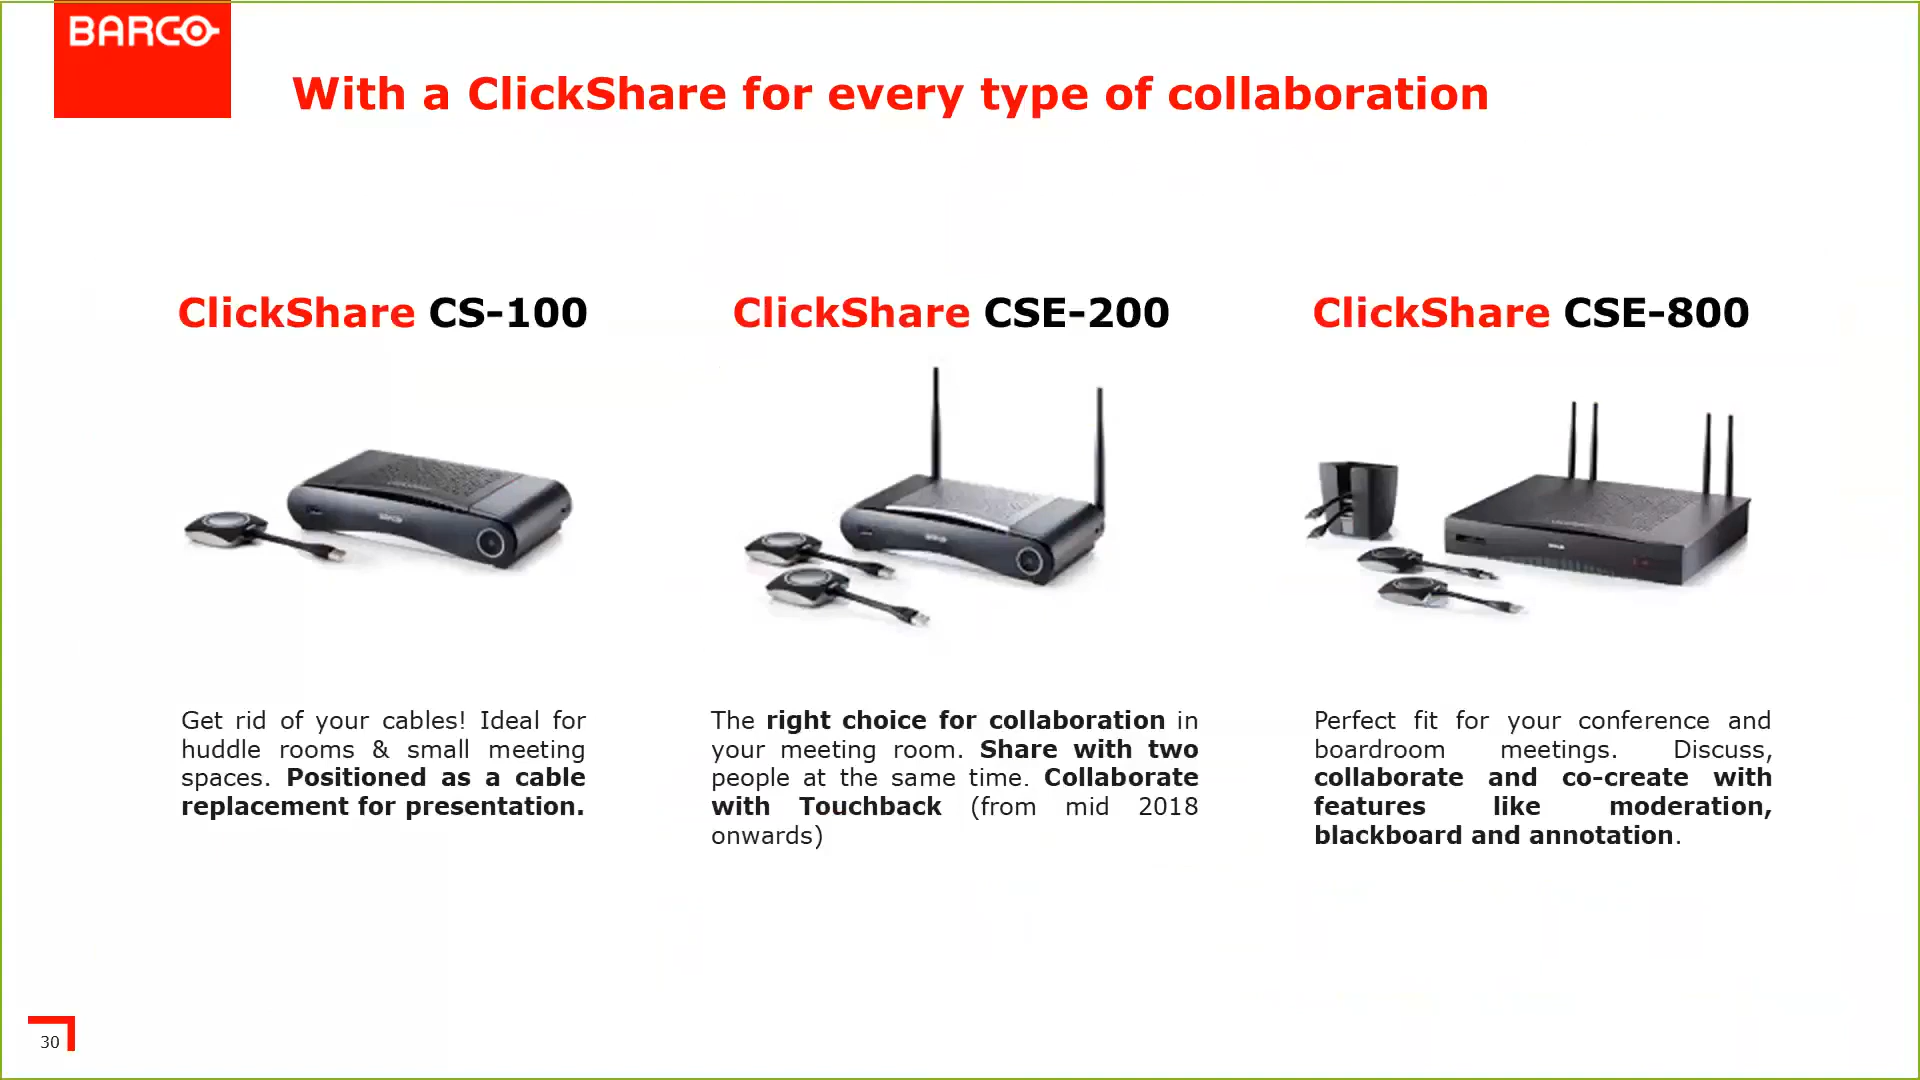 BARCO
With a ClickShare for every type of collaboration
ClickShare CS-100
Get rid of your cables! Ideal for
huddle rooms & small meeting
spaces. Positioned as a cable
replacement for presentation.
ClickShare CSE-200
The right choice for collaboration in
your meeting room. Share with two
people at the same time. Collaborate
with Touchback (from mid 2018
onwards)
ClickShare CSE-800
Perfect fit for your conference and
boardroom meetings. Discuss,
collaborate and co-create with
features like moderation,
blackboard and annotation.
30